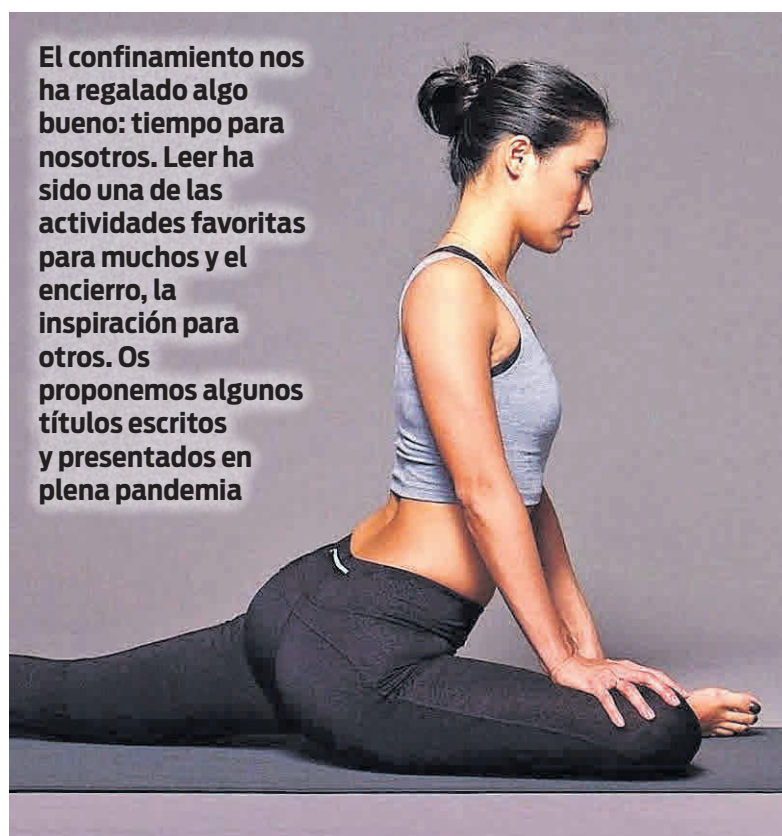 El confinamiento nos
ha regalado algo
bueno: tiempo para
nosotros. Leer ha
sido una de las
actividades favoritas
para muchos y el
encierro, la
inspiración para
otros. Os
proponemos algunos
títulos escritos
y presentados en
plena pandemia